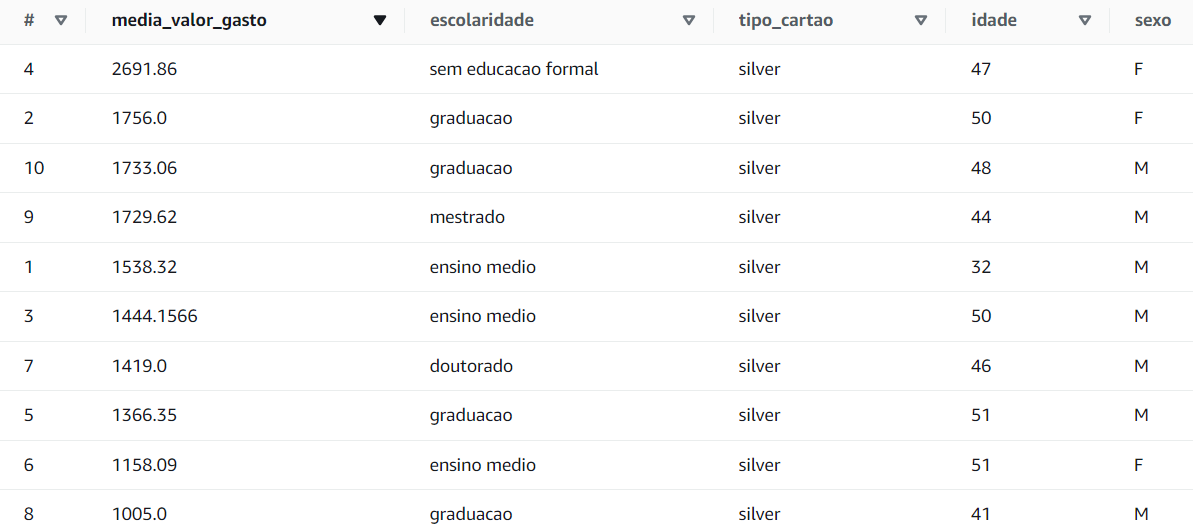 # media_valor_gasto escolaridade tipo_cartao idade sexo
4 2691.86 sem educacao formal silver 47 F
2 1756.0 graduacao silver 50 F
10 1733.06 graduacao silver 48 M
9 1729.62 mestrado silver 44 M
1 1538.32 ensino medio silver 32 M
3 1444.1566 ensino medio silver 50 M
7 1419.0 doutorado silver 46 M
5 1366.35 graduacao silver 51 M
6 1158.09 ensino medio silver 51 F
8 1005.0 graduacao silver 41 M